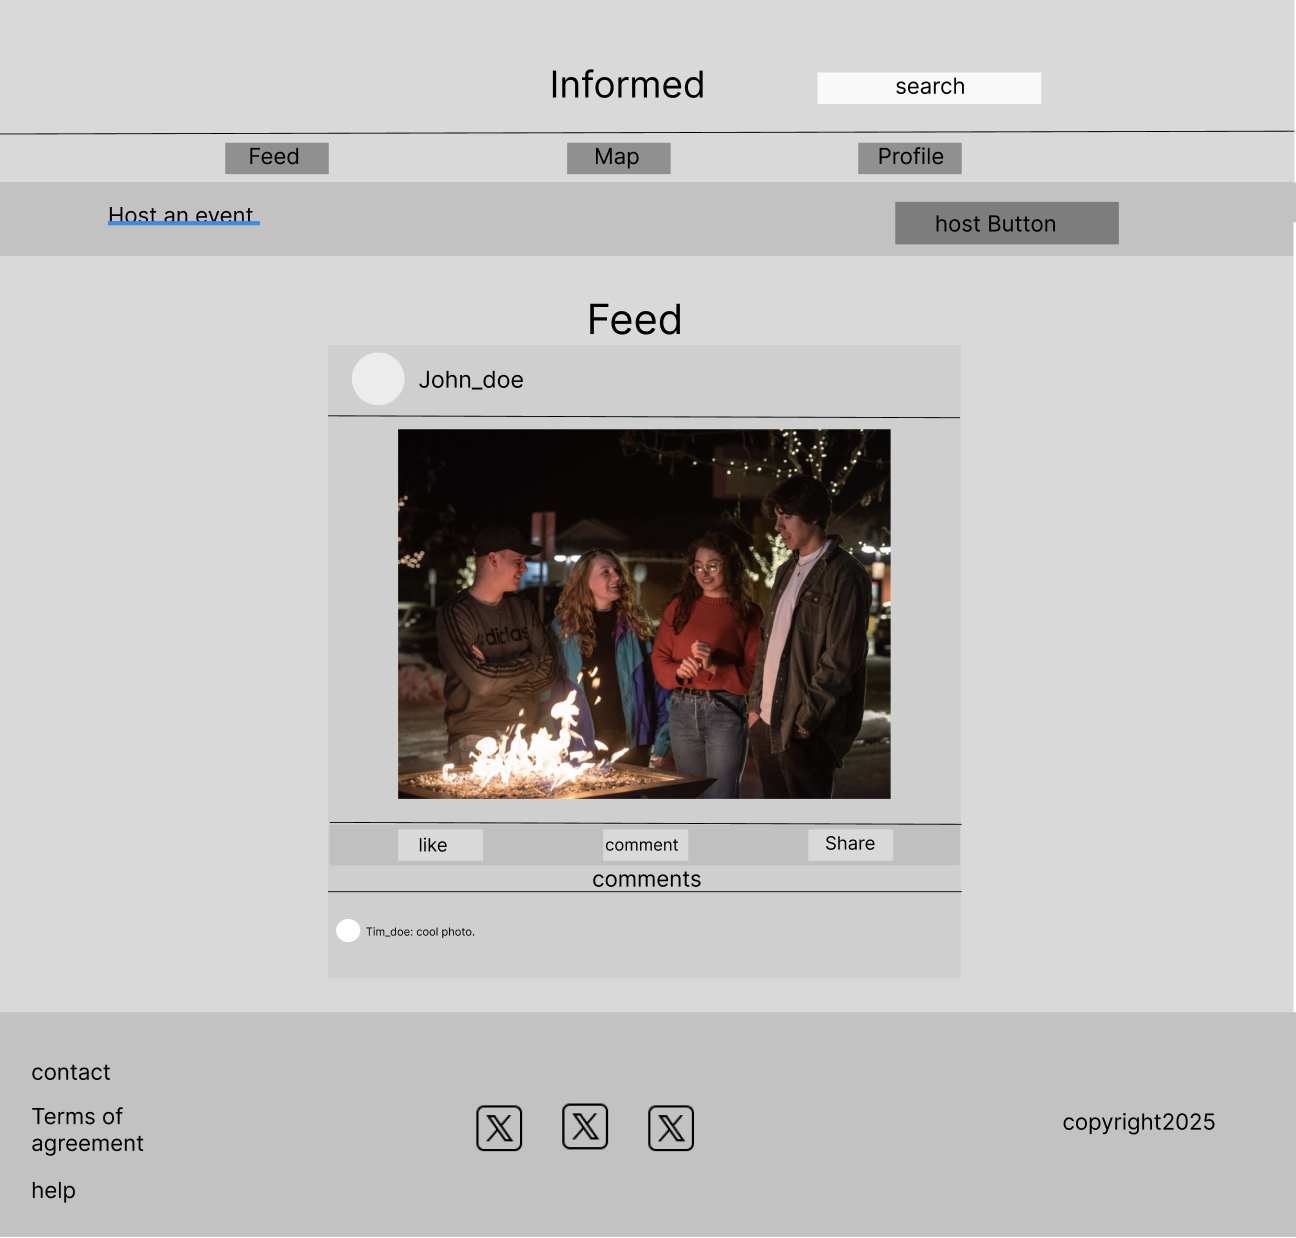 Informed
search
Feed
Map
Profile
Host an event
host Button
Feed
John_doe
adidas
like
comment
Share
comments
Tim_doe: cool photo.
contact
Terms of
agreement
help
copyright2025